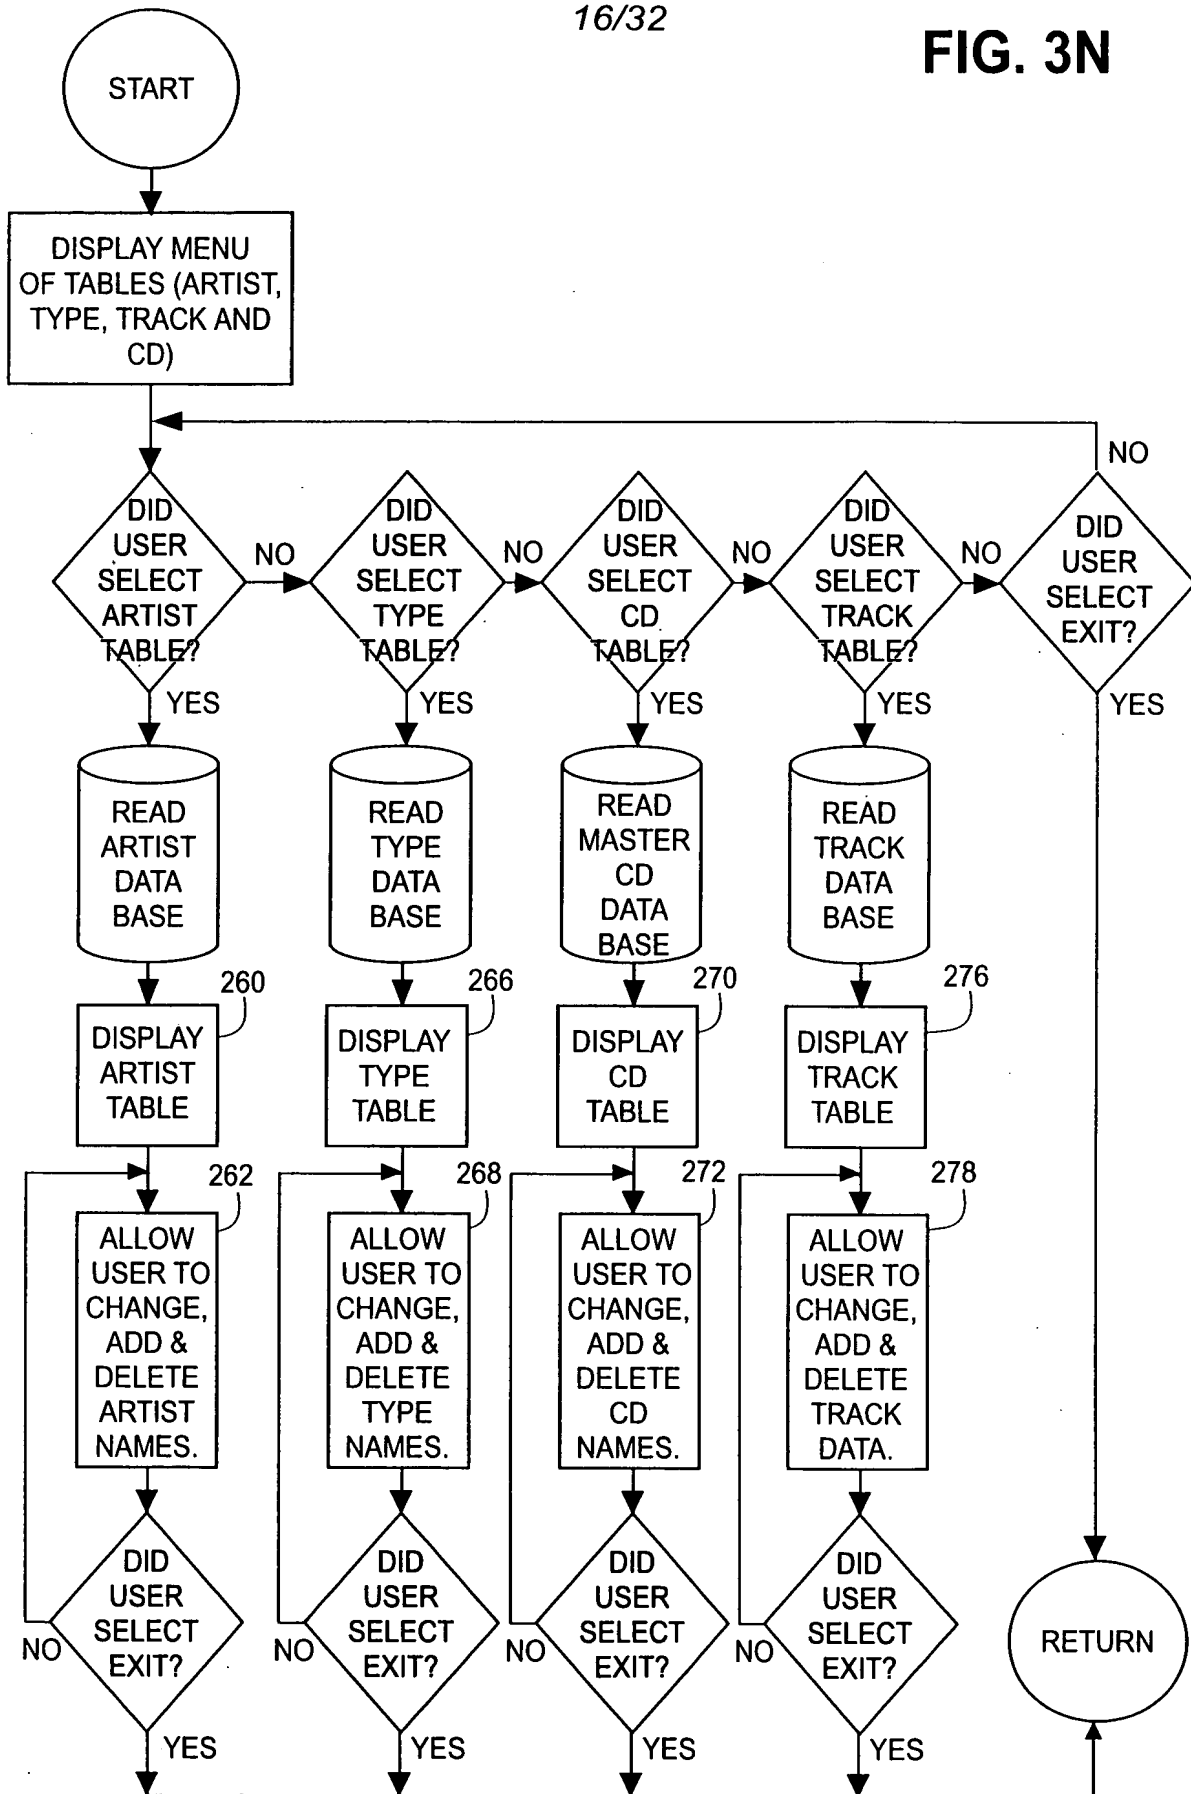 16/32
FIG. 3N
START
DISPLAY MENU
OF TABLES (ARTIST,
TYPE, TRACK AND
CD)
DID
USER
SELECT
ARTIST
TABLE?
NO
YES
DID
USER
SELECT
TYPE
TABLE?
NO
YES
DID
USER
SELECT
CD
TABLE?
NO
YES
DID
USER
SELECT
TRACK
TABLE?
NO
YES
DID
USER
SELECT
EXIT?
NO
YES
READ
ARTIST
DATA
BASE
READ
TYPE
DATA
BASE
READ
MASTER
CD
DATA
BASE
READ
TRACK
DATA
BASE
260
DISPLAY
ARTIST
TABLE
266
DISPLAY
TYPE
TABLE
270
DISPLAY
CD
TABLE
276
DISPLAY
TRACK
TABLE
262
ALLOW
USER TO
CHANGE,
ADD &
DELETE
ARTIST
NAMES.
268
ALLOW
USER TO
CHANGE,
ADD &
DELETE
TYPE
NAMES.
272
ALLOW
USER TO
CHANGE,
ADD &
DELETE
CD
NAMES.
278
ALLOW
USER TO
CHANGE,
ADD &
DELETE
TRACK
DATA.
DID
USER
SELECT
EXIT?
NO
YES
DID
USER
SELECT
EXIT?
NO
YES
DID
USER
SELECT
EXIT?
NO
YES
DID
USER
SELECT
EXIT?
NO
YES
RETURN